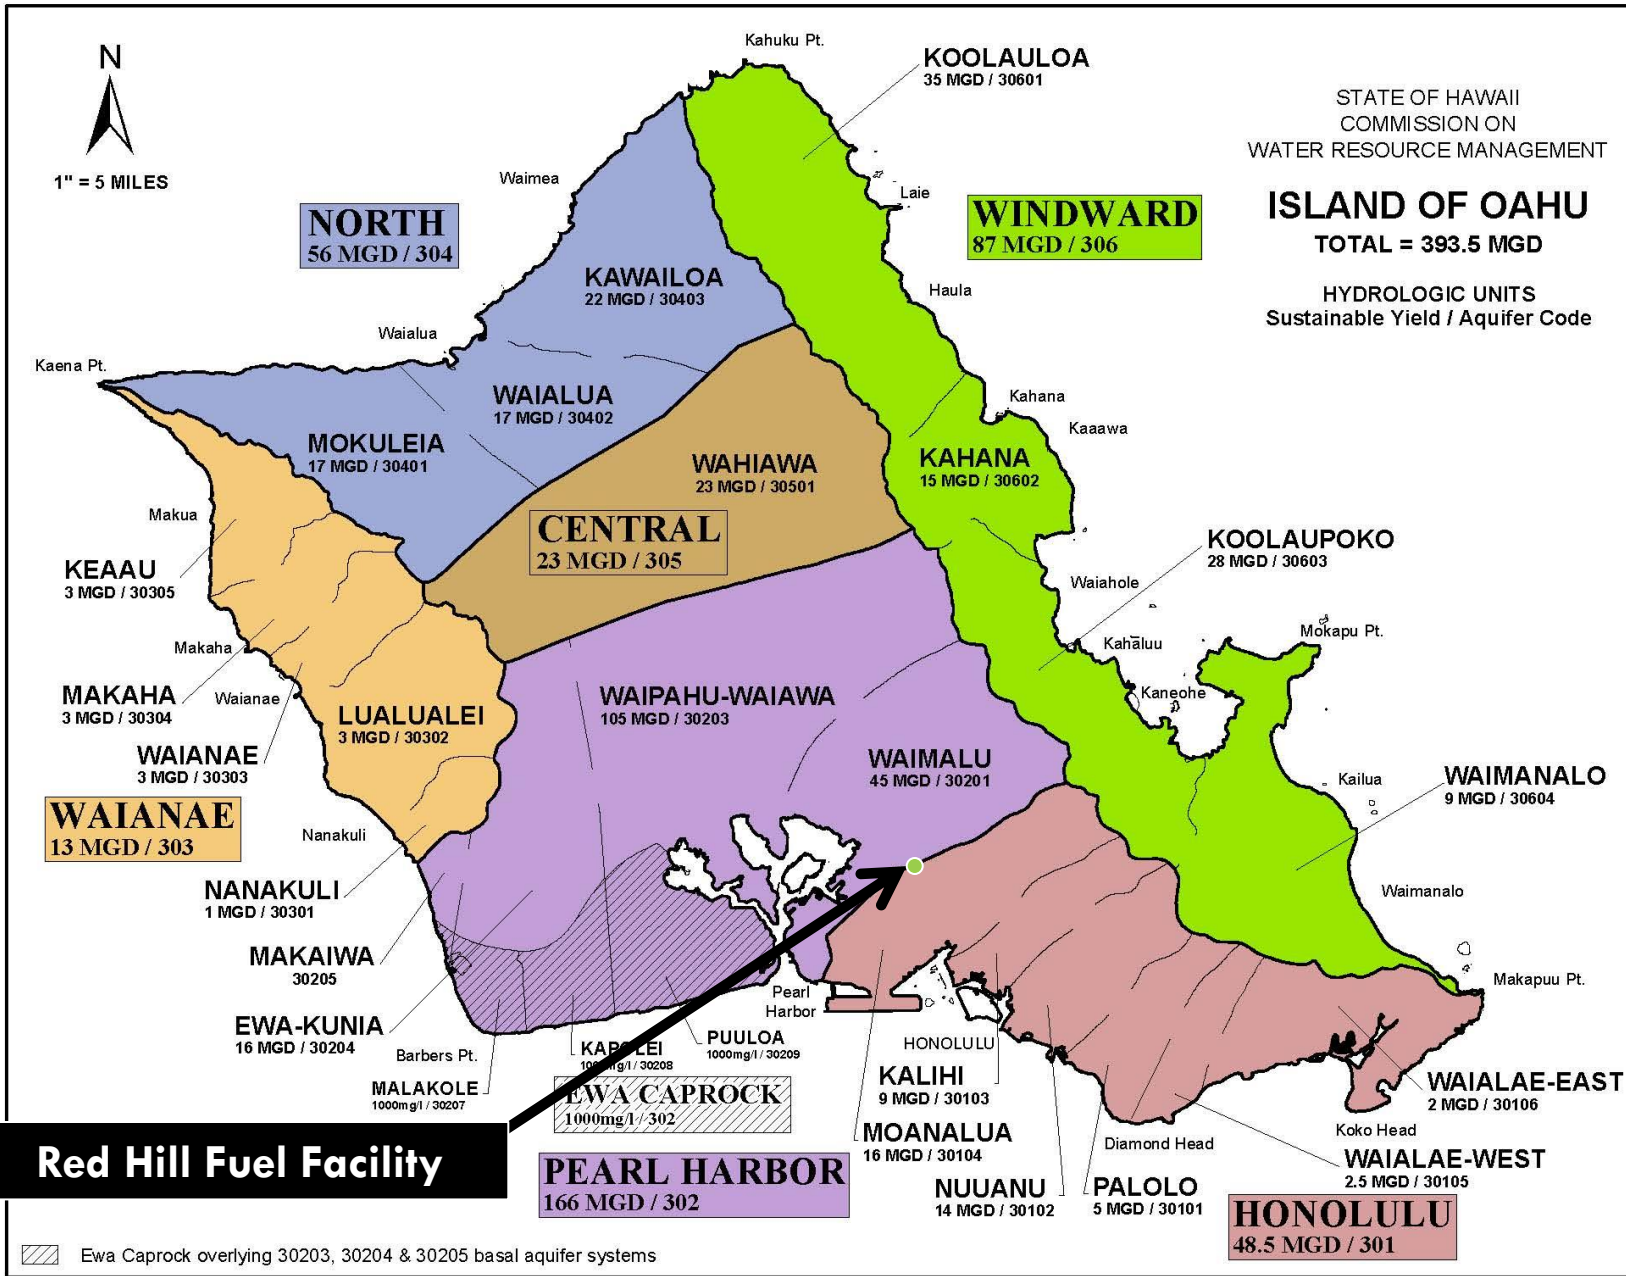 N
1" = 5 MILES
STATE OF HAWAII
COMMISSION ON
WATER RESOURCE MANAGEMENT
ISLAND OF OAHU
TOTAL = 393.5 MGD
HYDROLOGIC UNITS
Sustainable Yield / Aquifer Code
Kahuku Pt.
KOOLAULOA
35 MGD / 30601
Waimea
Laie
NORTH
56 MGD / 304
WINDWARD
87 MGD / 306
KAWAILOA
22 MGD / 30403
Haula
Waialua
Kaena Pt.
WAIALUA
17 MGD / 30402
Kahana
Kaaawa
MOKULEIA
17 MGD / 30401
WAHIAWA
23 MGD / 30501
KAHANA
15 MGD / 30602
Makua
CENTRAL
23 MGD / 305
KOOLAUPOKO
28 MGD / 30603
KEAAU
3 MGD / 30305
Waiahole
Makaha
Kahaluu
Mokapu Pt.
MAKAHA
3 MGD / 30304
Waianae
Kaneohe
WAIPAHU-WAIAWA
105 MGD / 30203
LUALUALEI
3 MGD / 30302
WAIANAE
3 MGD / 30303
WAIMALU
45 MGD / 30201
Kailua
WAIMANALO
9 MGD / 30604
WAIANAE
13 MGD / 303
Nanakuli
NANAKULI
1 MGD / 30301
Waimanalo
MAKAIWA
30205
Makapuu Pt.
Pearl
Harbor
EWA-KUNIA
16 MGD / 30204
Barbers Pt.
KAPOLEI
1000mg/l / 30208
PUULOA
1000mg/l / 30209
HONOLULU
MALAKOLE
1000mg/l / 30207
EWA CAPROCK
1000mg/l / 302
KALIHI
9 MGD / 30103
WAIALAE-EAST
2 MGD / 30106
Koko Head
MOANALUA
16 MGD / 30104
Diamond Head
WAIALAE-WEST
2.5 MGD / 30105
Red Hill Fuel Facility
PEARL HARBOR
166 MGD / 302
NUUANU
14 MGD / 30102
PALOLO
5 MGD / 30101
HONOLULU
48.5 MGD / 301
Ewa Caprock overlying 30203, 30204 & 30205 basal aquifer systems